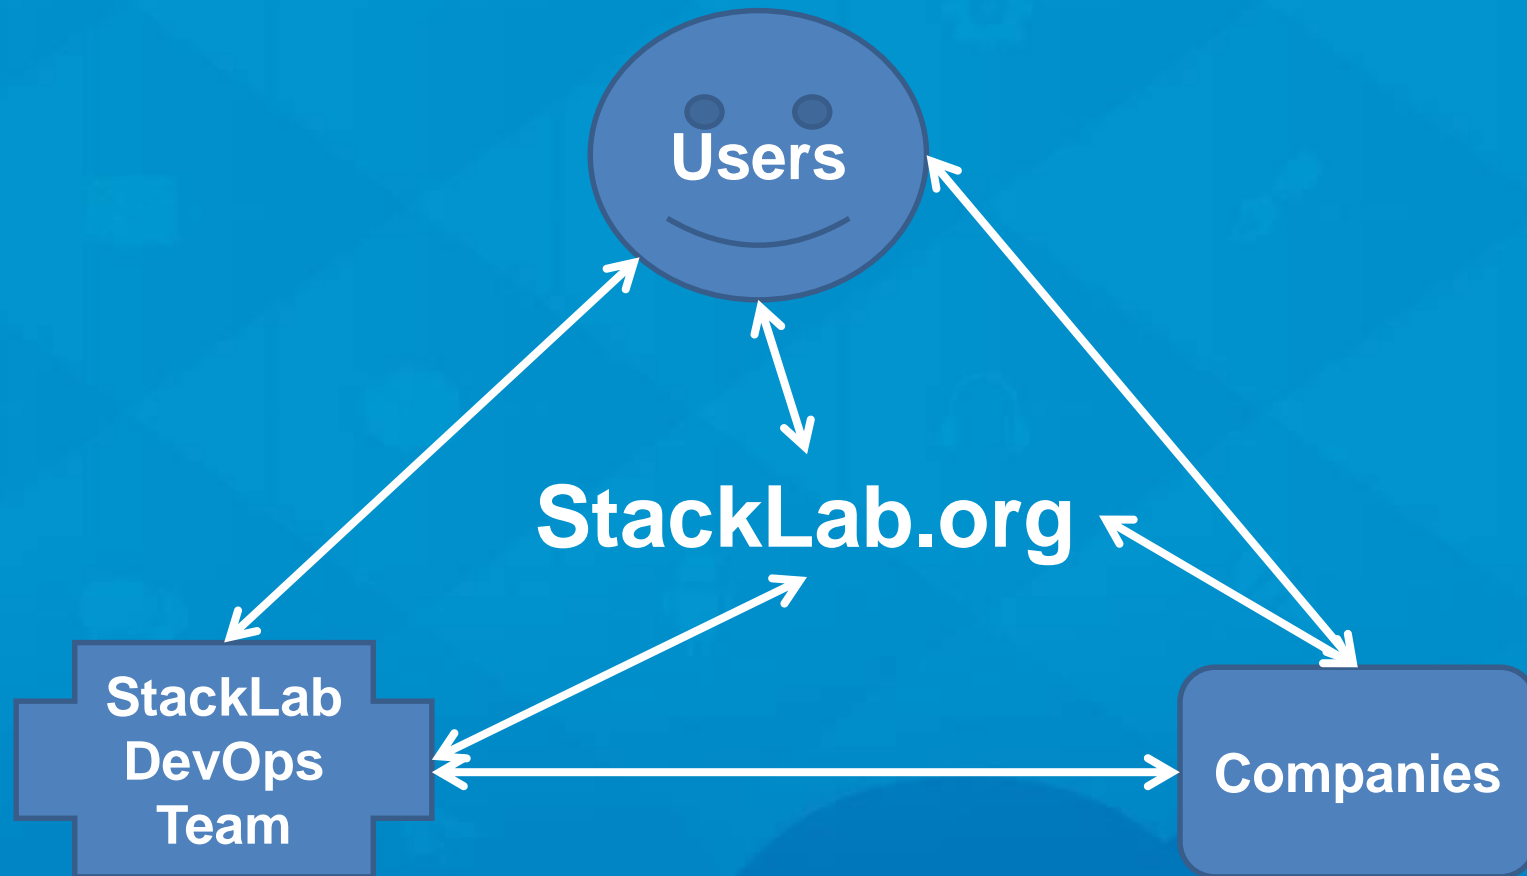 Users
StackLab.org
StackLab
DevOps
Team
Companies